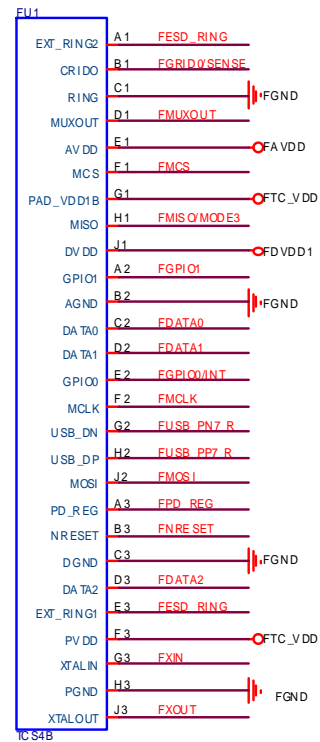 FU1
EXT_RING2 A1 FESD_RING
CRIDO B1 FGRID0/SENSE
RING C1 FGND
MUXOUT D1 FMUXOUT
AVDD E1 FAVDD
MCS F1 FMCS
PAD_VDD1B G1 FTC_VDD
MISO H1 FMISO/MODE3
DVDD J1 FDVDD1
GPIO1 A2 FGPIO1
AGND B2 FGND
DATA0 C2 FDATA0
DATA1 D2 FDATA1
GPIO0 E2 FGPIO0/INT
MCLK F2 FMCLK
USB_DN G2 FUSB_PN7_R
USB_DP H2 FUSB_PP7_R
MOSI J2 FMOSI
PD_REG A3 FPD_REG
NRESET B3 FNRESET
DGND C3 FGND
DATA2 D3 FDATA2
EXT_RING1 E3 FESD_RING
PVDD F3 FTC_VDD
XTALIN G3 FXIN
PGND H3 FGND
XTALOUT J3 FXOUT
TCS4B